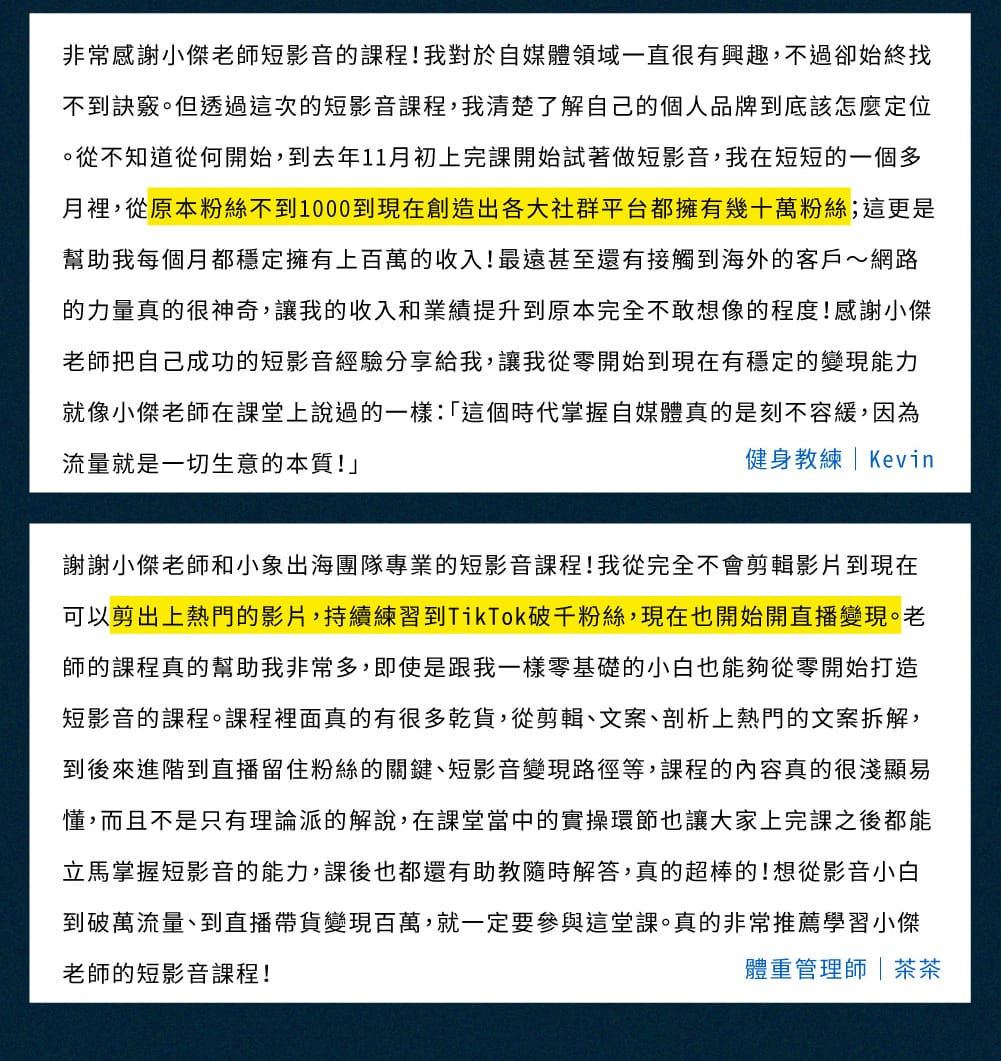 非常感謝小傑老師短影音的課程!我對於自媒體領域一直很有興趣,不過卻始終找
不到訣竅。但透過這次的短影音課程,我清楚了解自己的個人品牌到底該怎麼定位
。從不知道從何開始,到去年11月初上完課開始試著做短影音,我在短短的一個多
月裡,從原本粉絲不到1000到現在創造出各大社群平台都擁有幾十萬粉絲;這更是
幫助我每個月都穩定擁有上百萬的收入!最遠甚至還有接觸到海外的客戶～網路
的力量真的很神奇,讓我的收入和業績提升到原本完全不敢想像的程度!感謝小傑
老師把自己成功的短影音經驗分享給我,讓我從零開始到現在有穩定的變現能力
就像小傑老師在課堂上說過的一樣:「這個時代掌握自媒體真的是刻不容緩,因為
流量就是一切生意的本質!」
健身教練｜Kevin
謝謝小傑老師和小象出海團隊專業的短影音課程!我從完全不會剪輯影片到現在
可以剪出上熱門的影片,持續練習到TikTok破千粉絲,現在也開始開直播變現。老
師的課程真的幫助我非常多,即使是跟我一樣零基礎的小白也能夠從零開始打造
短影音的課程。課程裡面真的有很多乾貨,從剪輯、文案、剖析上熱門的文案拆解,
到後來進階到直播留住粉絲的關鍵、短影音變現路徑等,課程的內容真的很淺顯易
懂,而且不是只有理論派的解說,在課堂當中的實操環節也讓大家上完課之後都能
立馬掌握短影音的能力,課後也都還有助教隨時解答,真的超棒的!想從影音小白
到破萬流量、到直播帶貨變現百萬,就一定要參與這堂課。真的非常推薦學習小傑
老師的短影音課程!
體重管理師｜茶茶